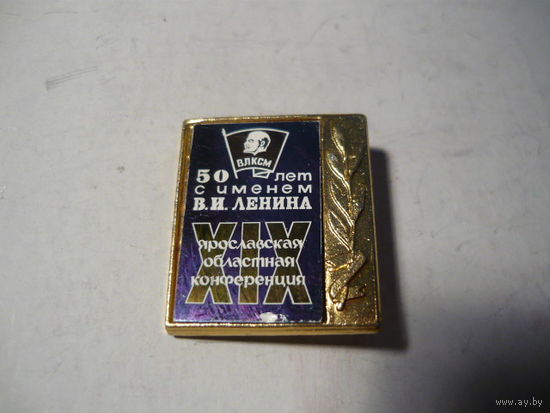 ВЛКСМ
50 лет
с именем
В.И. ЛЕНИНА
XIX
ярославская
областная
конференция
www.ay.by